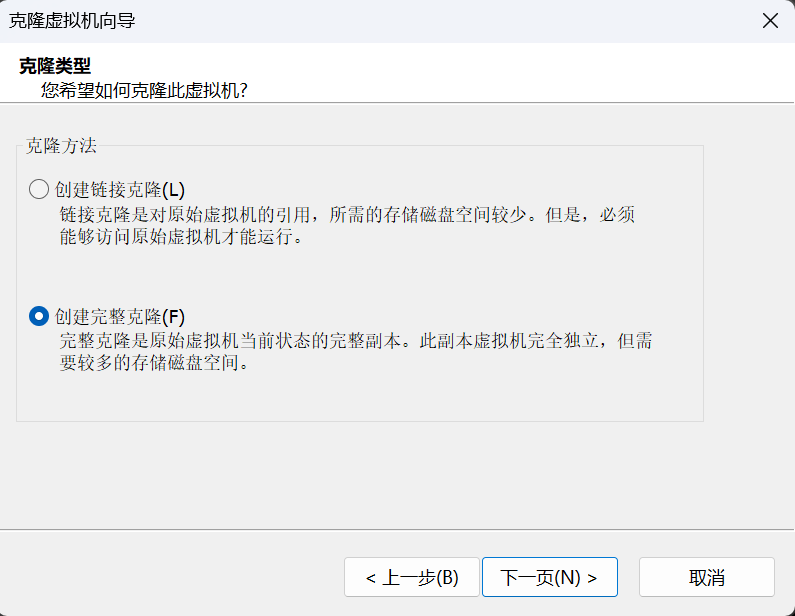 克隆虚拟机向导
克隆类型
您希望如何克隆此虚拟机?
克隆方法
创建链接克隆(L)
链接克隆是对原始虚拟机的引用，所需的存储磁盘空间较少。但是，必须
能够访问原始虚拟机才能运行。
创建完整克隆(F)
完整克隆是原始虚拟机当前状态的完整副本。此副本虚拟机完全独立，但需
要较多的存储磁盘空间。
< 上一步(B) 下一页(N) > 取消